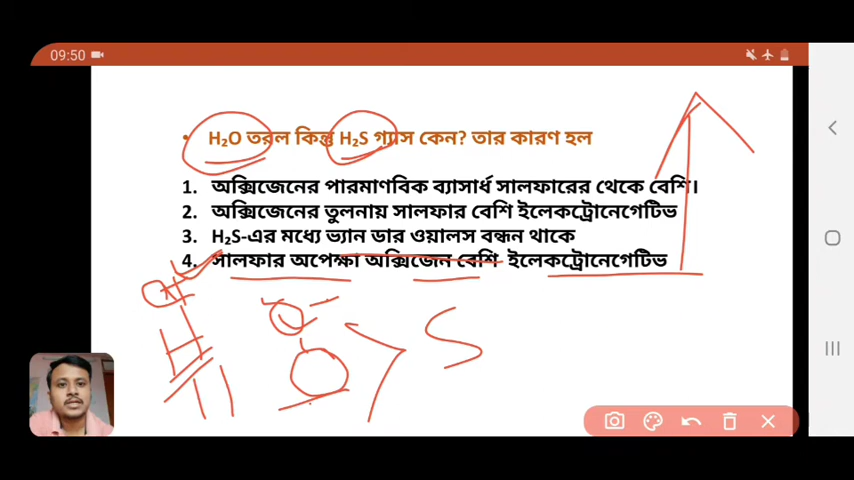 09:50
• H₂O তরল কিন্তু H₂S গ্যাস কেন? তার কারণ হল
1. অক্সিজেনের পারমাণবিক ব্যাসার্ধ সালফারের থেকে বেশি।
2. অক্সিজেনের তুলনায় সালফার বেশি ইলেকট্রোনেগেটিভ
3. H₂S-এর মধ্যে ভ্যান ডার ওয়ালস বন্ধন থাকে
4. সালফার অপেক্ষা অক্সিজেন বেশি ইলেকট্রোনেগেটিভ
H O > S